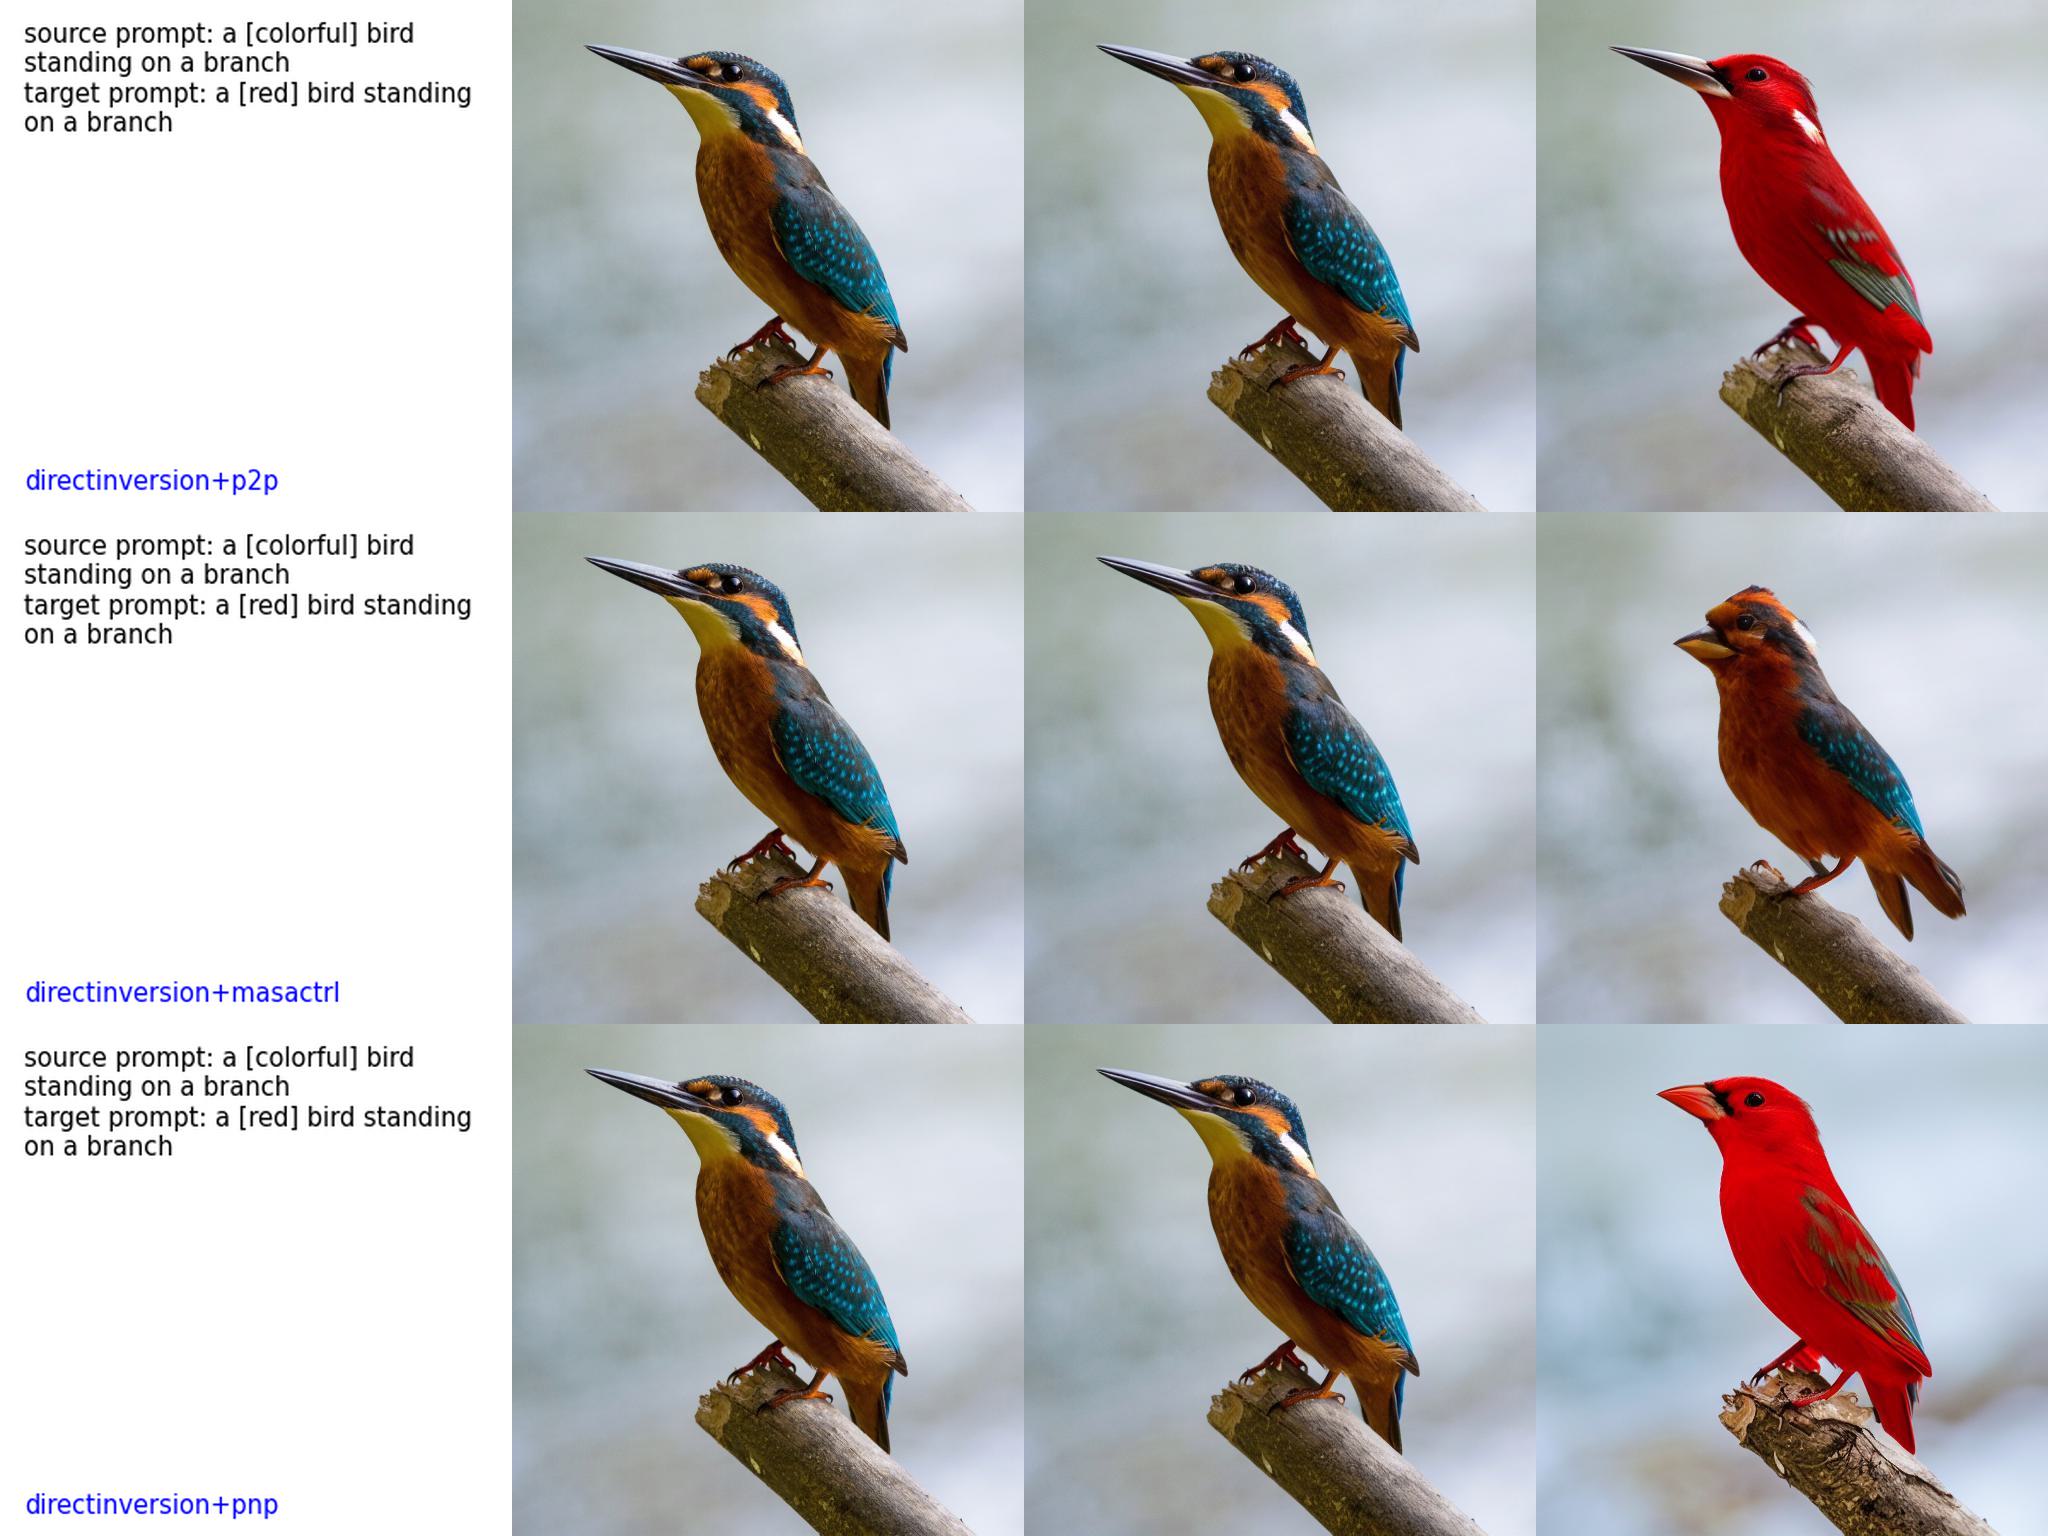 source prompt: a [colorful] bird
standing on a branch
target prompt: a [red] bird standing
on a branch
directinversion+p2p
source prompt: a [colorful] bird
standing on a branch
target prompt: a [red] bird standing
on a branch
directinversion+masactrl
source prompt: a [colorful] bird
standing on a branch
target prompt: a [red] bird standing
on a branch
directinversion+pnp